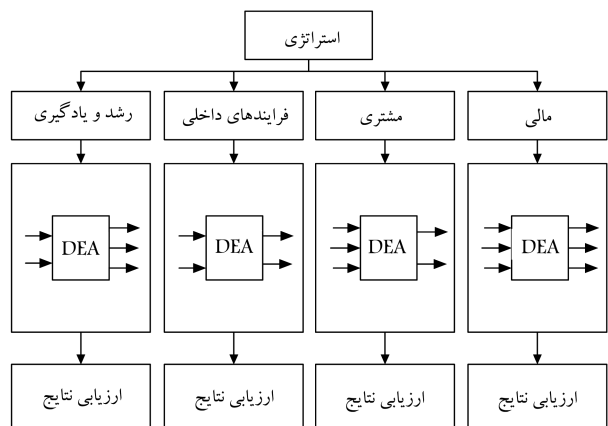 استراتژی
مالی
مشتری
فرایندهای داخلی
رشد و یادگیری
DEA
DEA
DEA
DEA
ارزیابی نتایج
ارزیابی نتایج
ارزیابی نتایج
ارزیابی نتایج